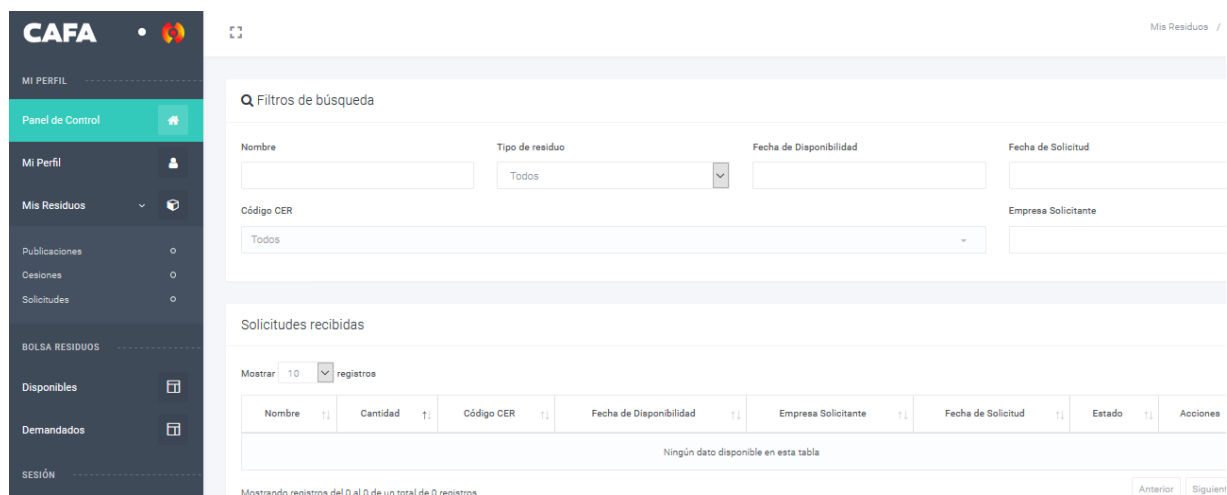 CAFA
Mis Residuos /
MI PERFIL
Panel de Control
Mi Perfil
Mis Residuos
Publicaciones
Cesiones
Solicitudes
BOLSA RESIDUOS
Disponibles
Demandados
SESIÓN
Filtros de búsqueda
Nombre Tipo de residuo Fecha de Disponibilidad Fecha de Solicitud
Todos
Código CER Empresa Solicitante
Todos
Solicitudes recibidas
Mostrar 10 registros
Nombre Cantidad Código CER Fecha de Disponibilidad Empresa Solicitante Fecha de Solicitud Estado Acciones
Ningún dato disponible en esta tabla
Mostrando registros del 0 al 0 de un total de 0 registros
Anterior Siguient